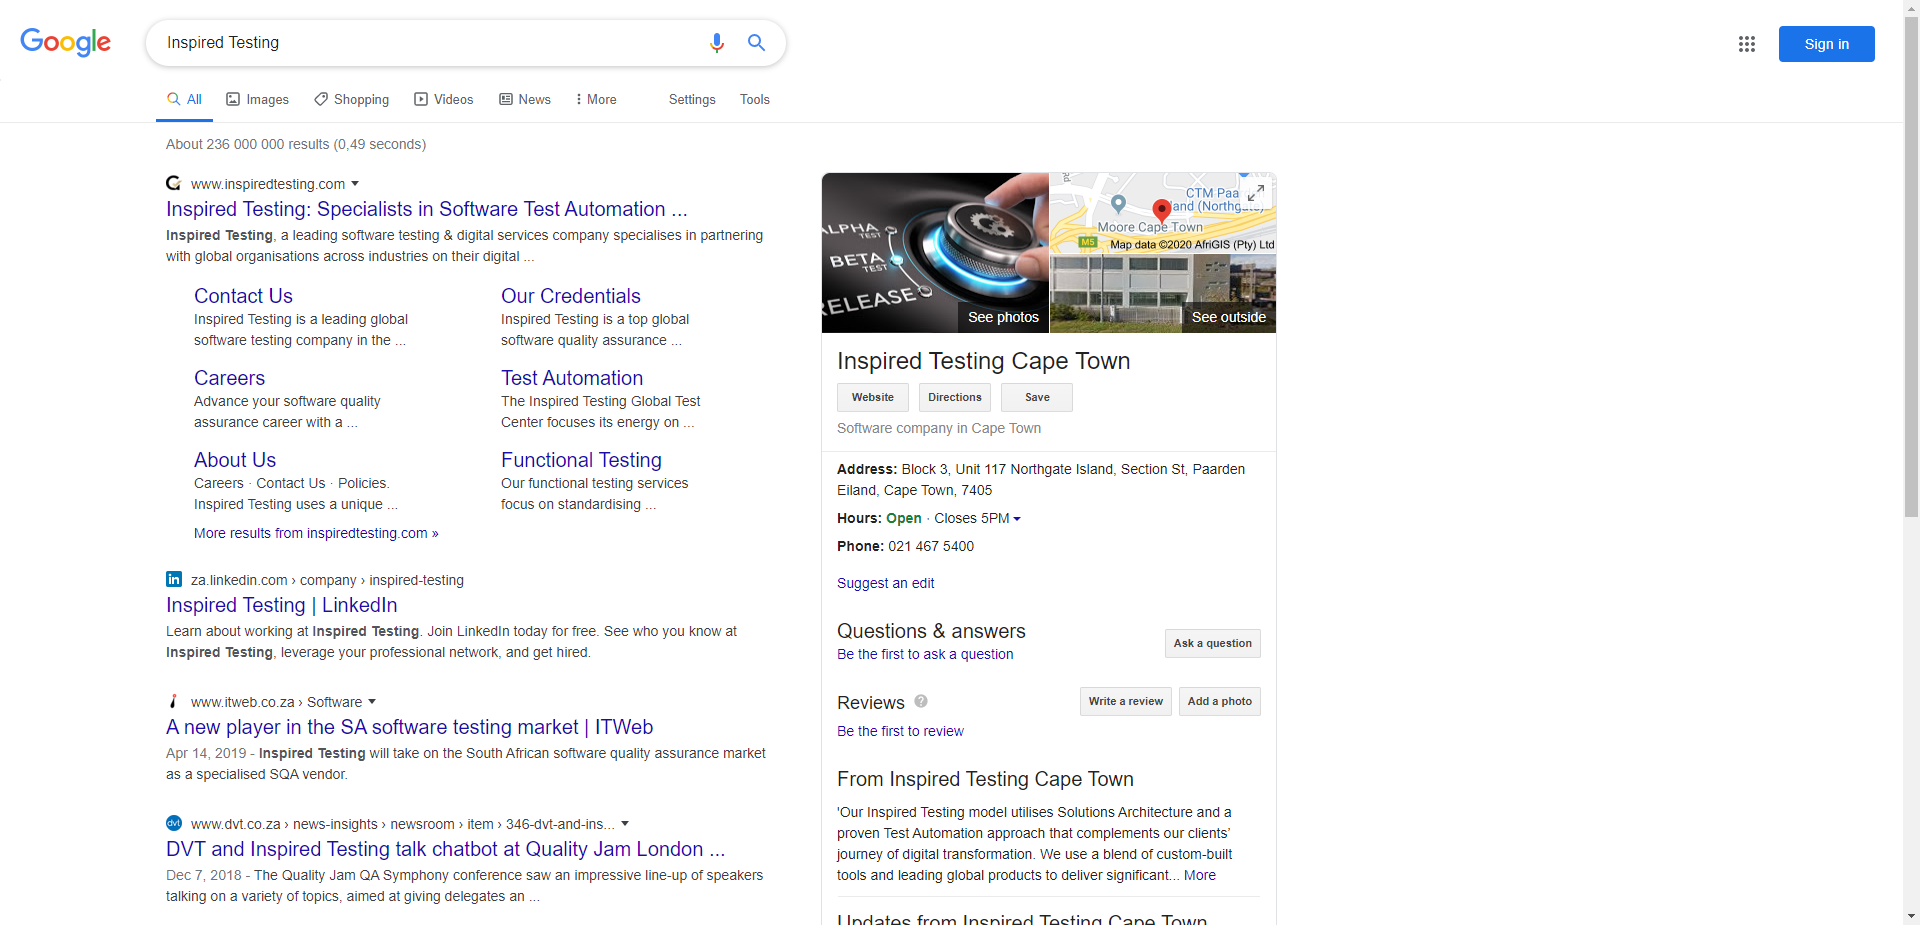 Google
Inspired Testing
Sign in
All
Images
Shopping
Videos
News
More
Settings
Tools
About 236 000 000 results (0,49 seconds)
www.inspiredtesting.com
Inspired Testing: Specialists in Software Test Automation ...
Inspired Testing, a leading software testing & digital services company specialises in partnering
with global organisations across industries on their digital ...
Contact Us
Inspired Testing is a leading global
software testing company in the ...
Our Credentials
Inspired Testing is a top global
software quality assurance ...
Careers
Advance your software quality
assurance career with a ...
Test Automation
The Inspired Testing Global Test
Center focuses its energy on ...
About Us
Careers · Contact Us · Policies.
Inspired Testing uses a unique ...
Functional Testing
Our functional testing services
focus on standardising ...
More results from inspiredtesting.com »
in
za.linkedin.com › company › inspired-testing
Inspired Testing | LinkedIn
Learn about working at Inspired Testing. Join LinkedIn today for free. See who you know at
Inspired Testing, leverage your professional network, and get hired.
www.itweb.co.za › Software
A new player in the SA software testing market | ITWeb
Apr 14, 2019 - Inspired Testing will take on the South African software quality assurance market
as a specialised SQA vendor.
dvt
www.dvt.co.za › news-insights › newsroom › item › 346-dvt-and-ins...
DVT and Inspired Testing talk chatbot at Quality Jam London ...
Dec 7, 2018 - The Quality Jam QA Symphony conference saw an impressive line-up of speakers
talking on a variety of topics, aimed at giving delegates an ...
ALPHA
TEST
BETA
TEST
RELEASE
See photos
CTM Paa
land (Northgate)
Moore Cape Town
M5
Map data ©2020 AfriGIS (Pty) Ltd
See outside
Inspired Testing Cape Town
Website
Directions
Save
Software company in Cape Town
Address: Block 3, Unit 117 Northgate Island, Section St, Paarden
Eiland, Cape Town, 7405
Hours: Open · Closes 5PM
Phone: 021 467 5400
Suggest an edit
Questions & answers
Be the first to ask a question
Ask a question
Reviews
Write a review
Add a photo
Be the first to review
From Inspired Testing Cape Town
'Our Inspired Testing model utilises Solutions Architecture and a
proven Test Automation approach that complements our clients’
journey of digital transformation. We use a blend of custom-built
tools and leading global products to deliver significant... More
Updates from Inspired Testing Cape Town